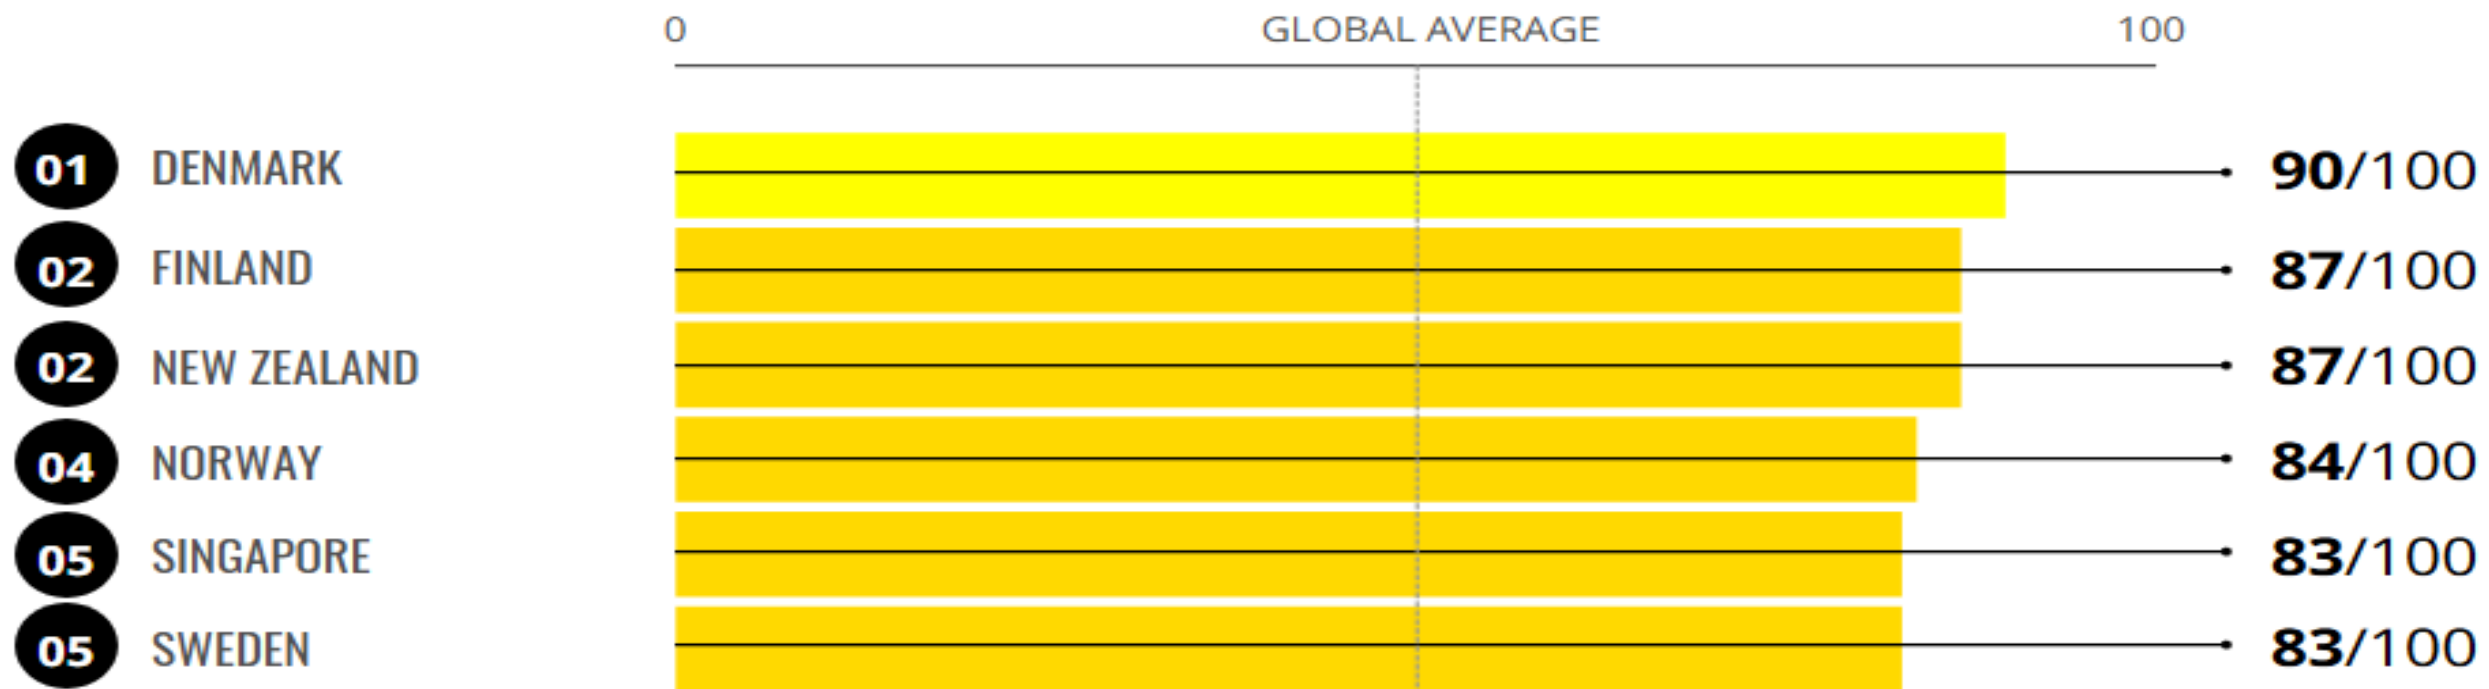 0 GLOBAL AVERAGE 100
01 DENMARK 90/100
02 FINLAND 87/100
02 NEW ZEALAND 87/100
04 NORWAY 84/100
05 SINGAPORE 83/100
05 SWEDEN 83/100